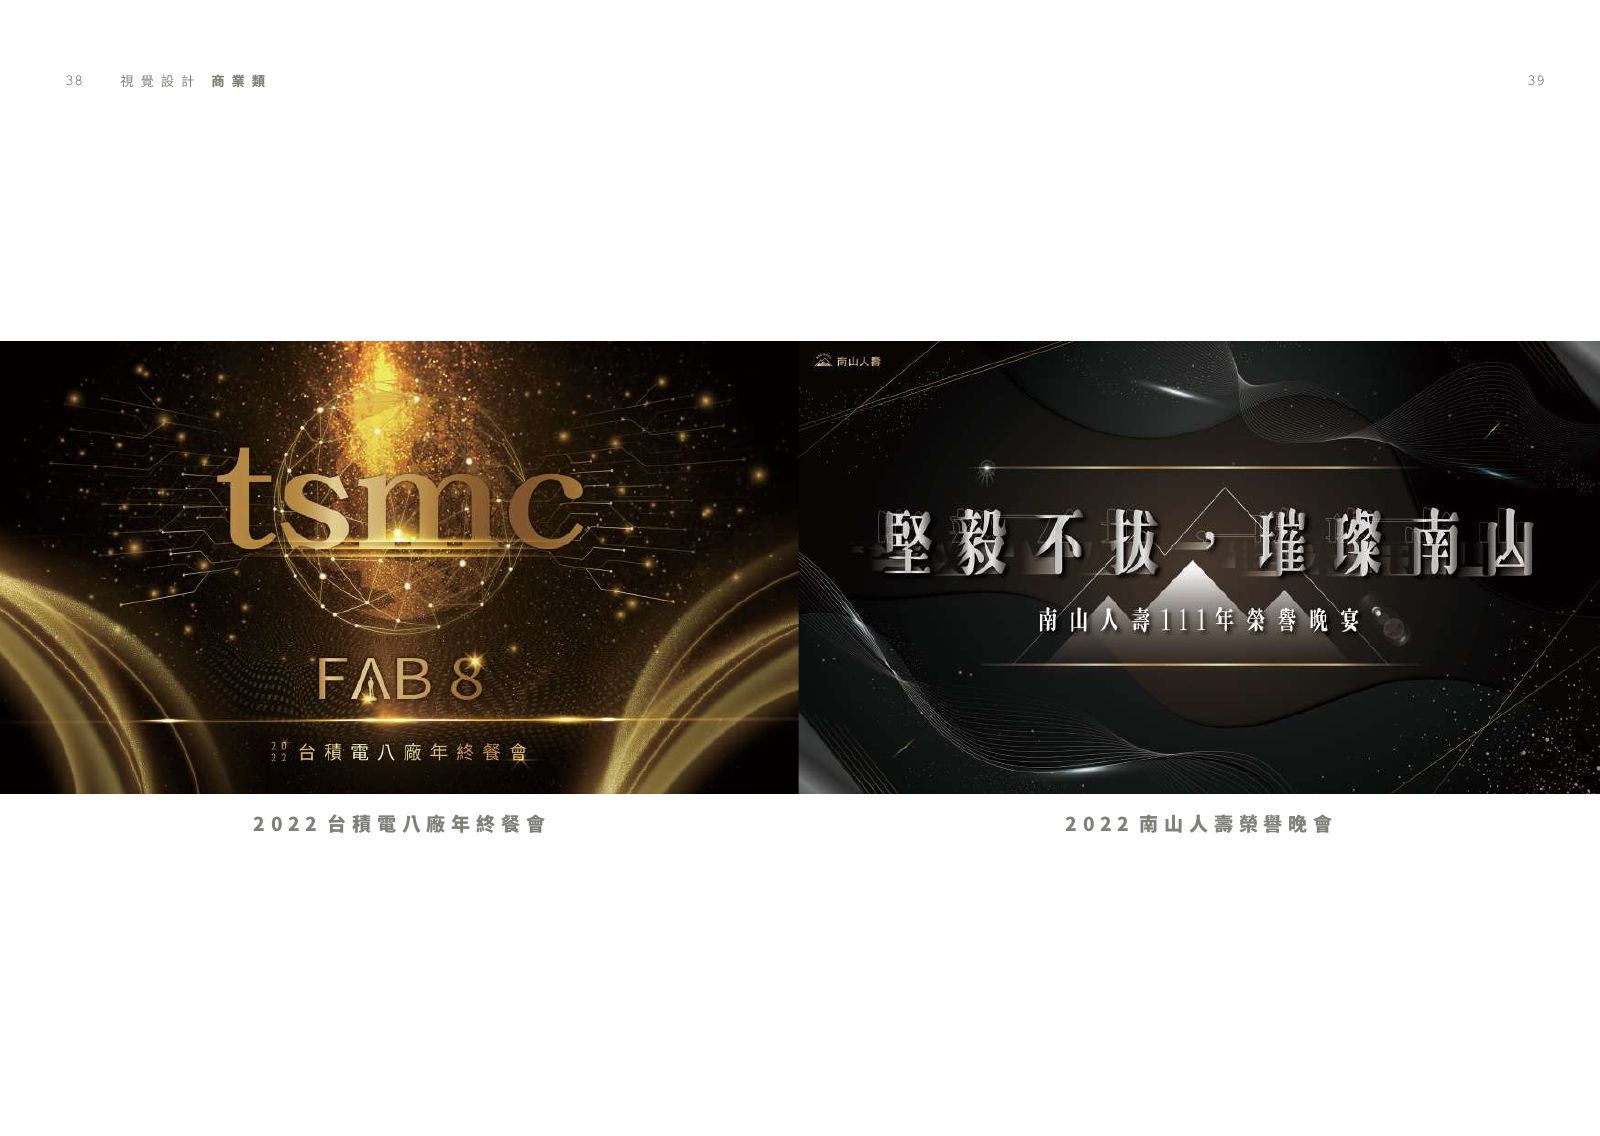 38 視覺設計 商業類
39
tsmc
FAB 8
2022 台積電八廠年終餐會
2022 台積電八廠年終餐會
南山人壽
堅毅不拔，璀璨南山
南山人壽111年榮譽晚宴
2022 南山人壽榮譽晚會